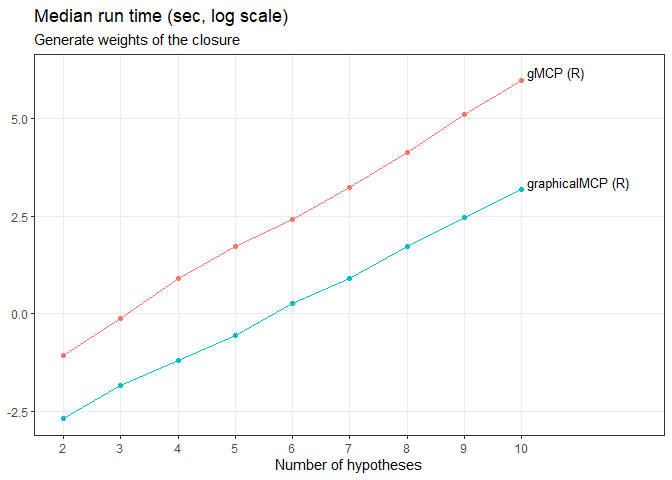 Median run time (sec, log scale)
Generate weights of the closure
gMCP (R)
5.0
graphicalMCP (R)
2.5
0.0
-2.5
2 3 4 5 6 7 8 9 10
Number of hypotheses